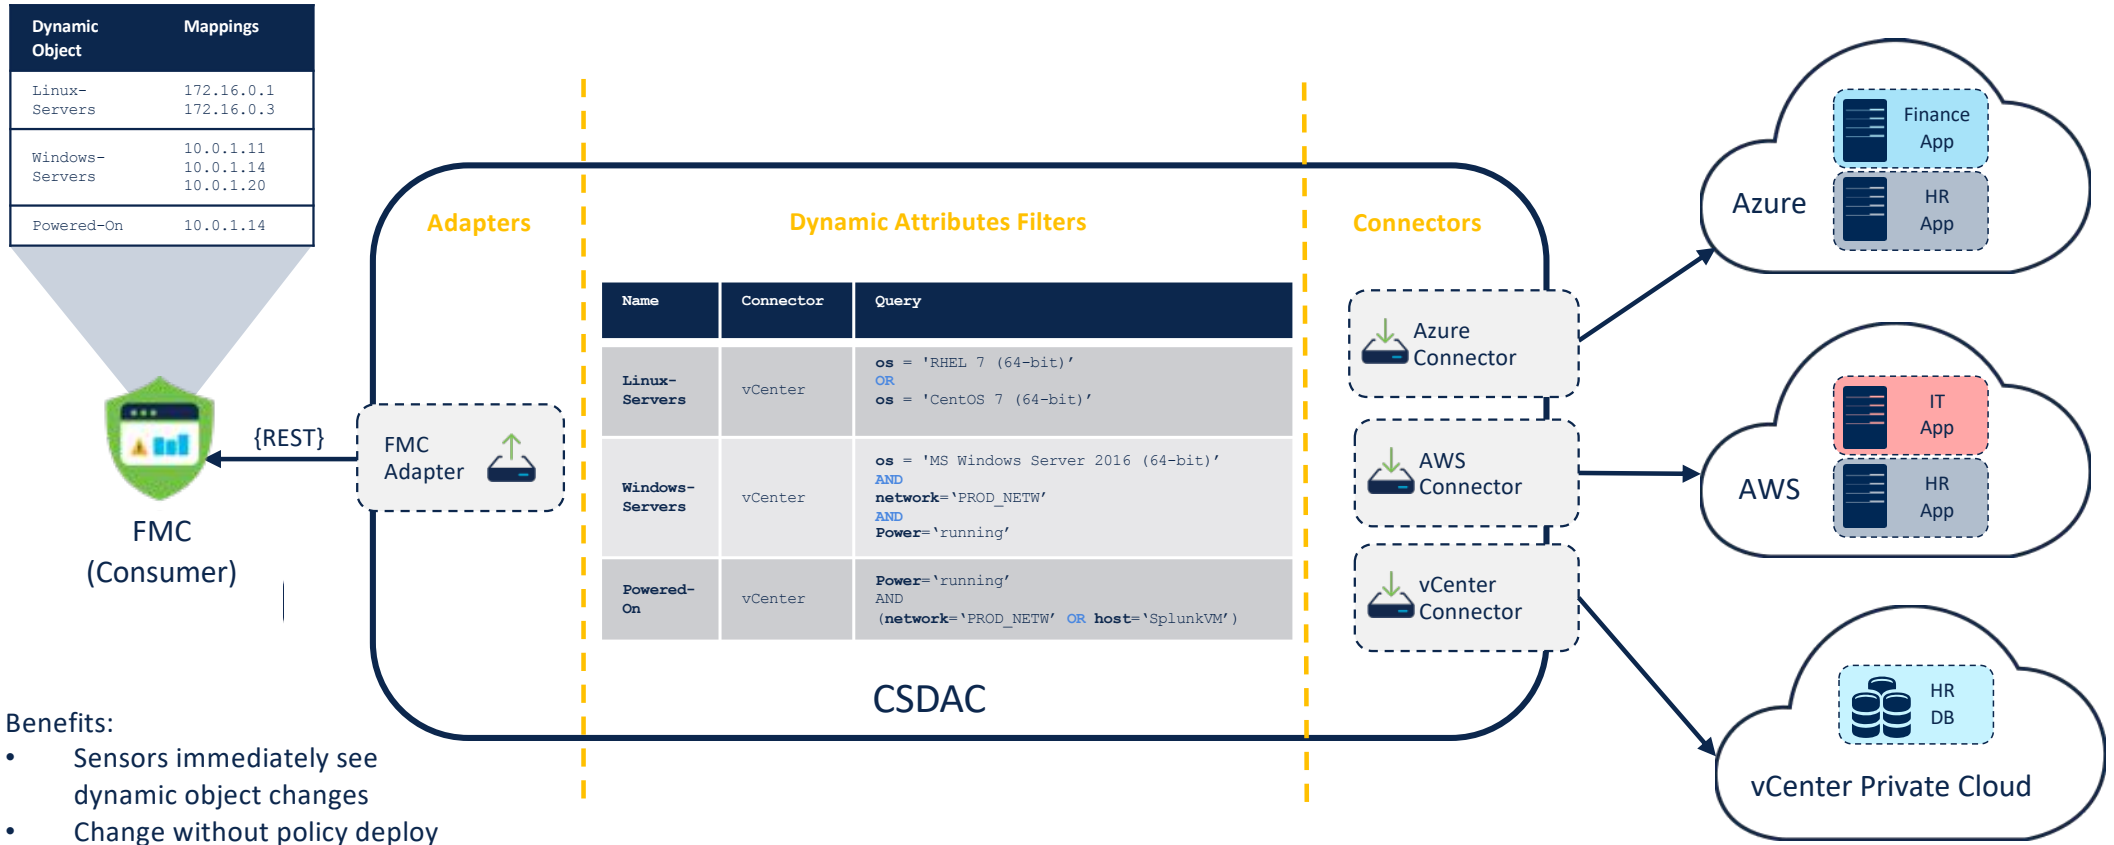 Dynamic Object
Mappings
Linux-Servers
172.16.0.1
172.16.0.3
Windows-Servers
10.0.1.11
10.0.1.14
10.0.1.20
Powered-On
10.0.1.14
{REST}
FMC
(Consumer)
Benefits:
• Sensors immediately see
dynamic object changes
• Change without policy deploy
Adapters
FMC
Adapter
Dynamic Attributes Filters
Name
Connector
Query
Linux-
Servers
vCenter
os = 'RHEL 7 (64-bit)’
OR
os = 'CentOS 7 (64-bit)’
Windows-
Servers
vCenter
os = 'MS Windows Server 2016 (64-bit)’
AND
network=‘PROD_NETW’
AND
Power=‘running’
Powered-
On
vCenter
Power=‘running’
AND
(network=‘PROD_NETW’ OR host=‘SplunkVM’)
CSDAC
Connectors
Azure
Connector
AWS
Connector
vCenter
Connector
Azure
Finance
App
HR
App
AWS
IT
App
HR
App
HR
DB
vCenter Private Cloud